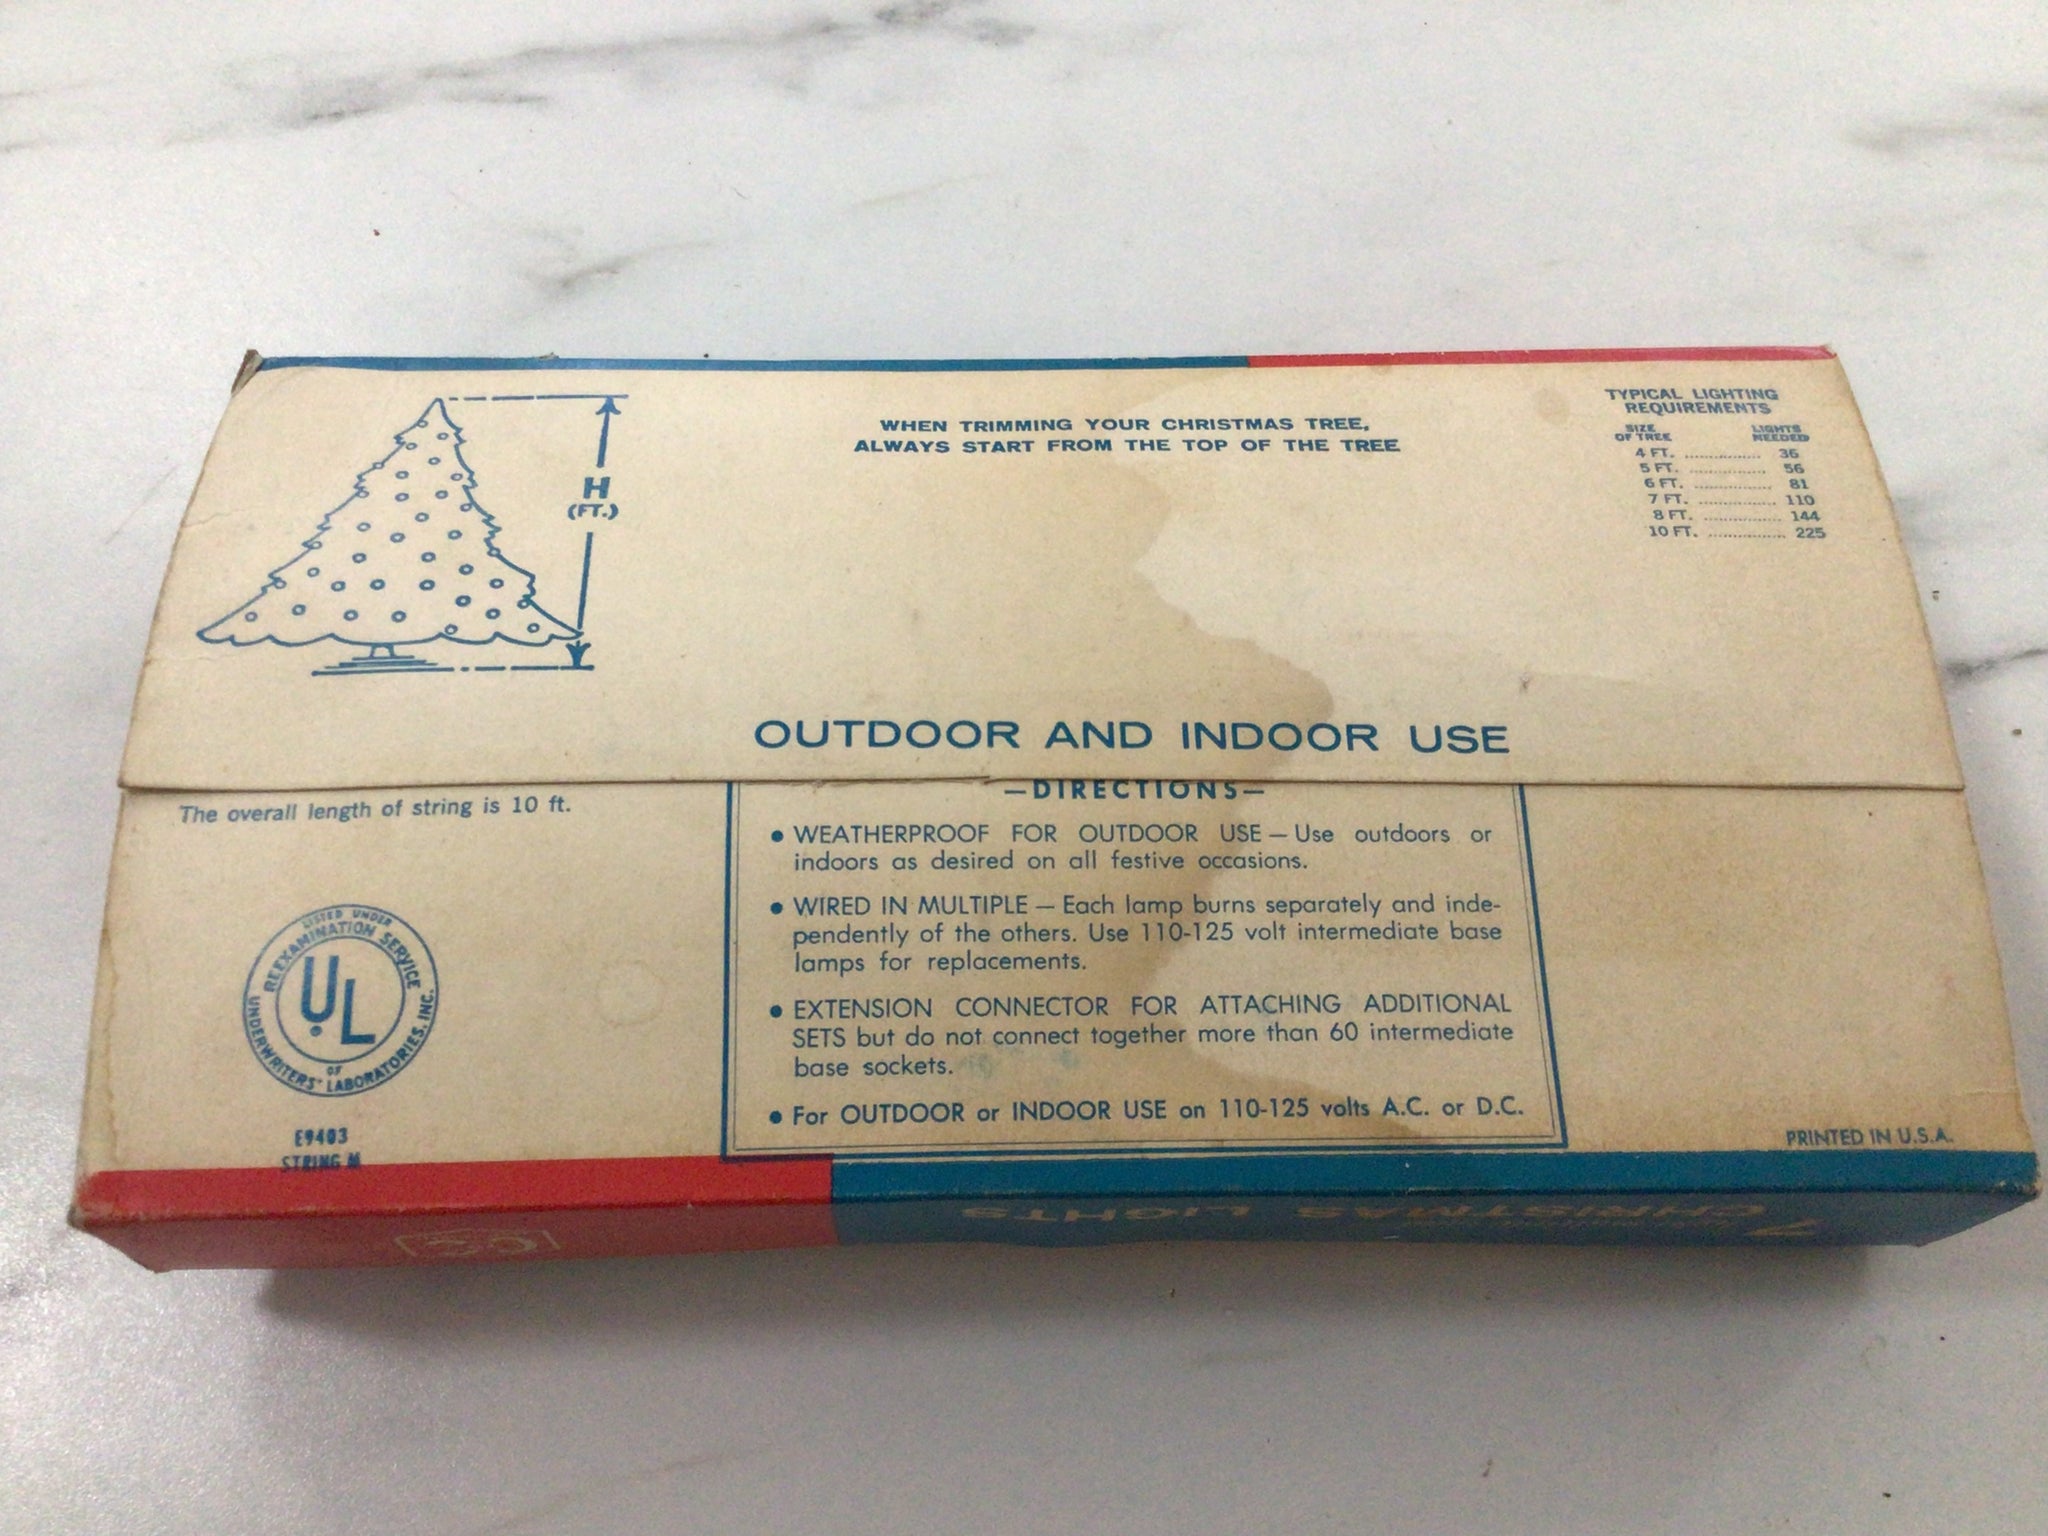 H
(FT.)
WHEN TRIMMING YOUR CHRISTMAS TREE,
ALWAYS START FROM THE TOP OF THE TREE
TYPICAL LIGHTING
REQUIREMENTS
SIZE OF TREE LIGHTS NEEDED
4 FT. .............. 36
5 FT. .............. 56
6 FT. .............. 81
7 FT. .............. 110
8 FT. .............. 144
10 FT. .............. 225
OUTDOOR AND INDOOR USE
The overall length of string is 10 ft.
LISTED UNDER
REEXAMINATION SERVICE
UL
OF
UNDERWRITERS' LABORATORIES, INC.
E9403
STRING M
—DIRECTIONS—
• WEATHERPROOF FOR OUTDOOR USE — Use outdoors or
indoors as desired on all festive occasions.
• WIRED IN MULTIPLE — Each lamp burns separately and inde-
pendently of the others. Use 110-125 volt intermediate base
lamps for replacements.
• EXTENSION CONNECTOR FOR ATTACHING ADDITIONAL
SETS but do not connect together more than 60 intermediate
base sockets.
• For OUTDOOR or INDOOR USE on 110-125 volts A.C. or D.C.
PRINTED IN U.S.A.
7
CHRISTMAS LIGHTS